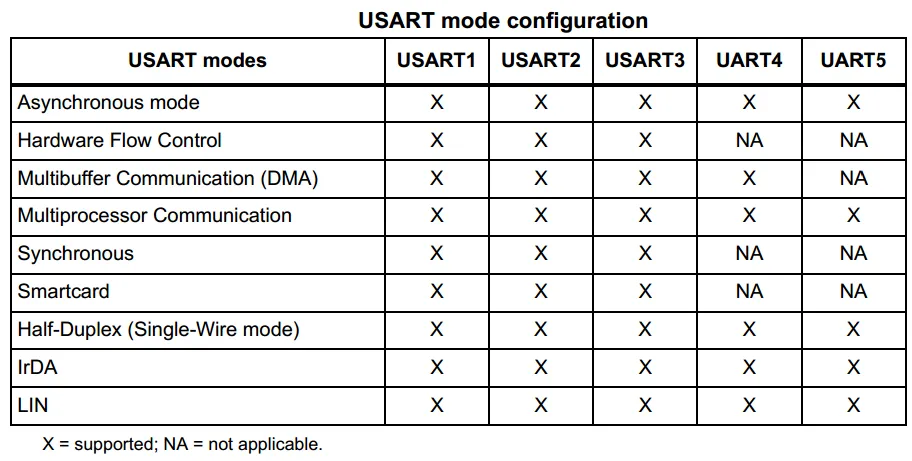 USART mode configuration
USART modes USART1 USART2 USART3 UART4 UART5
Asynchronous mode X X X X X
Hardware Flow Control X X X NA NA
Multibuffer Communication (DMA) X X X X NA
Multiprocessor Communication X X X X X
Synchronous X X X NA NA
Smartcard X X X NA NA
Half-Duplex (Single-Wire mode) X X X X X
IrDA X X X X X
LIN X X X X X
X = supported; NA = not applicable.